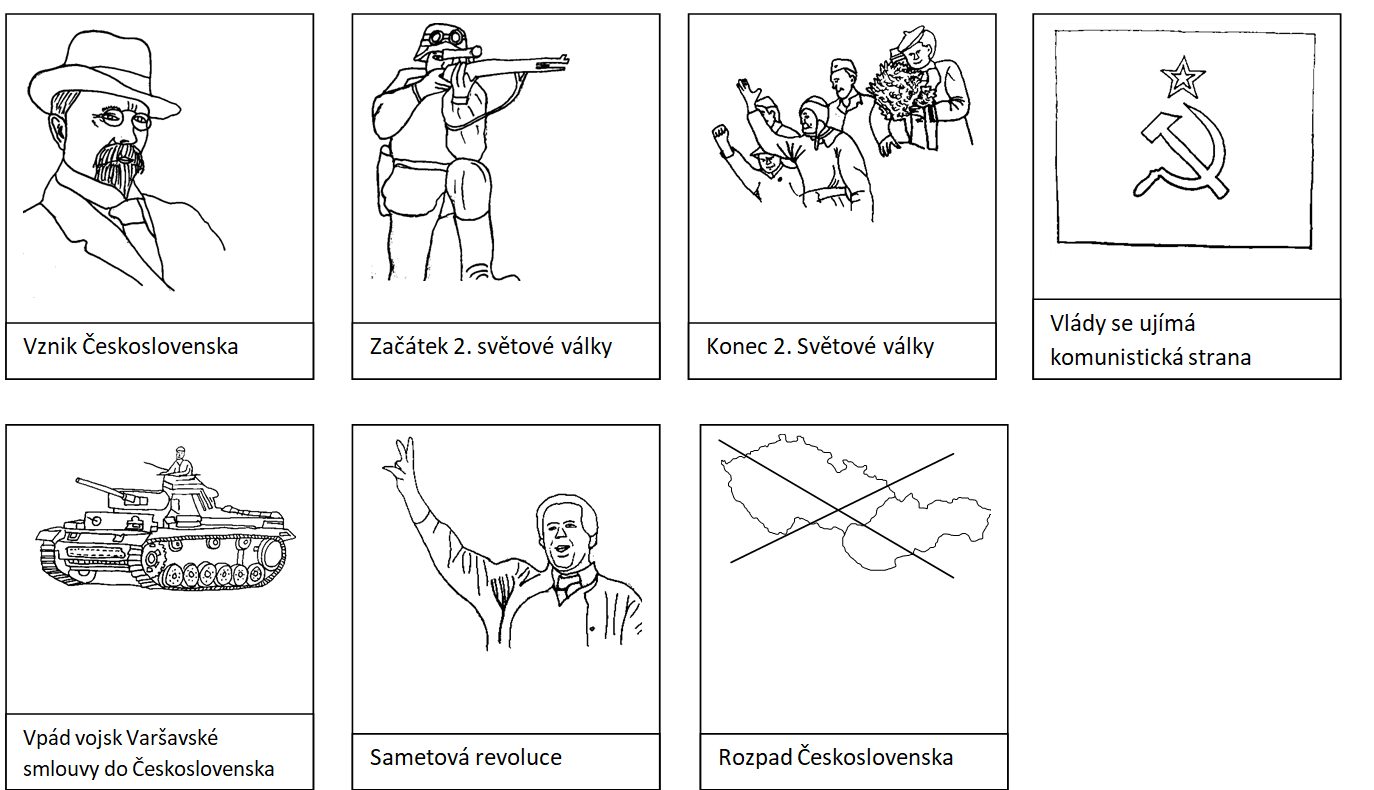 Vznik Československa
Začátek 2. světové války
Konec 2. Světové války
Vlády se ujímá
komunistická strana
Vpád vojsk Varšavské
smlouvy do Československa
Sametová revoluce
Rozpad Československa